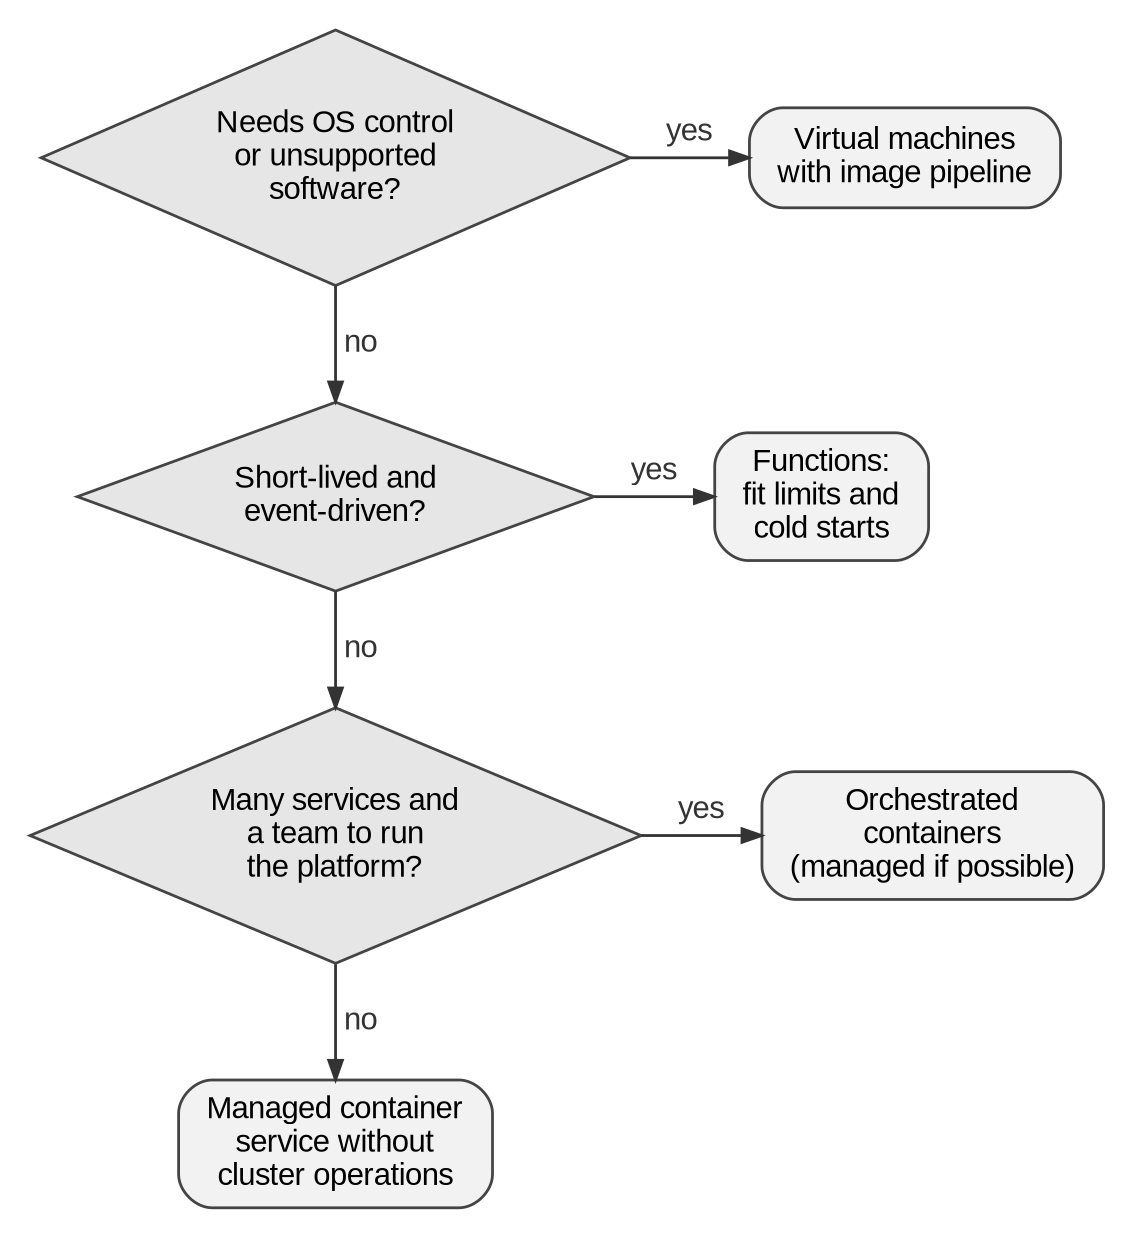 Needs OS control
or unsupported
software?
yes
Virtual machines
with image pipeline
no
Short-lived and
event-driven?
yes
Functions:
fit limits and
cold starts
no
Many services and
a team to run
the platform?
yes
Orchestrated
containers
(managed if possible)
no
Managed container
service without
cluster operations